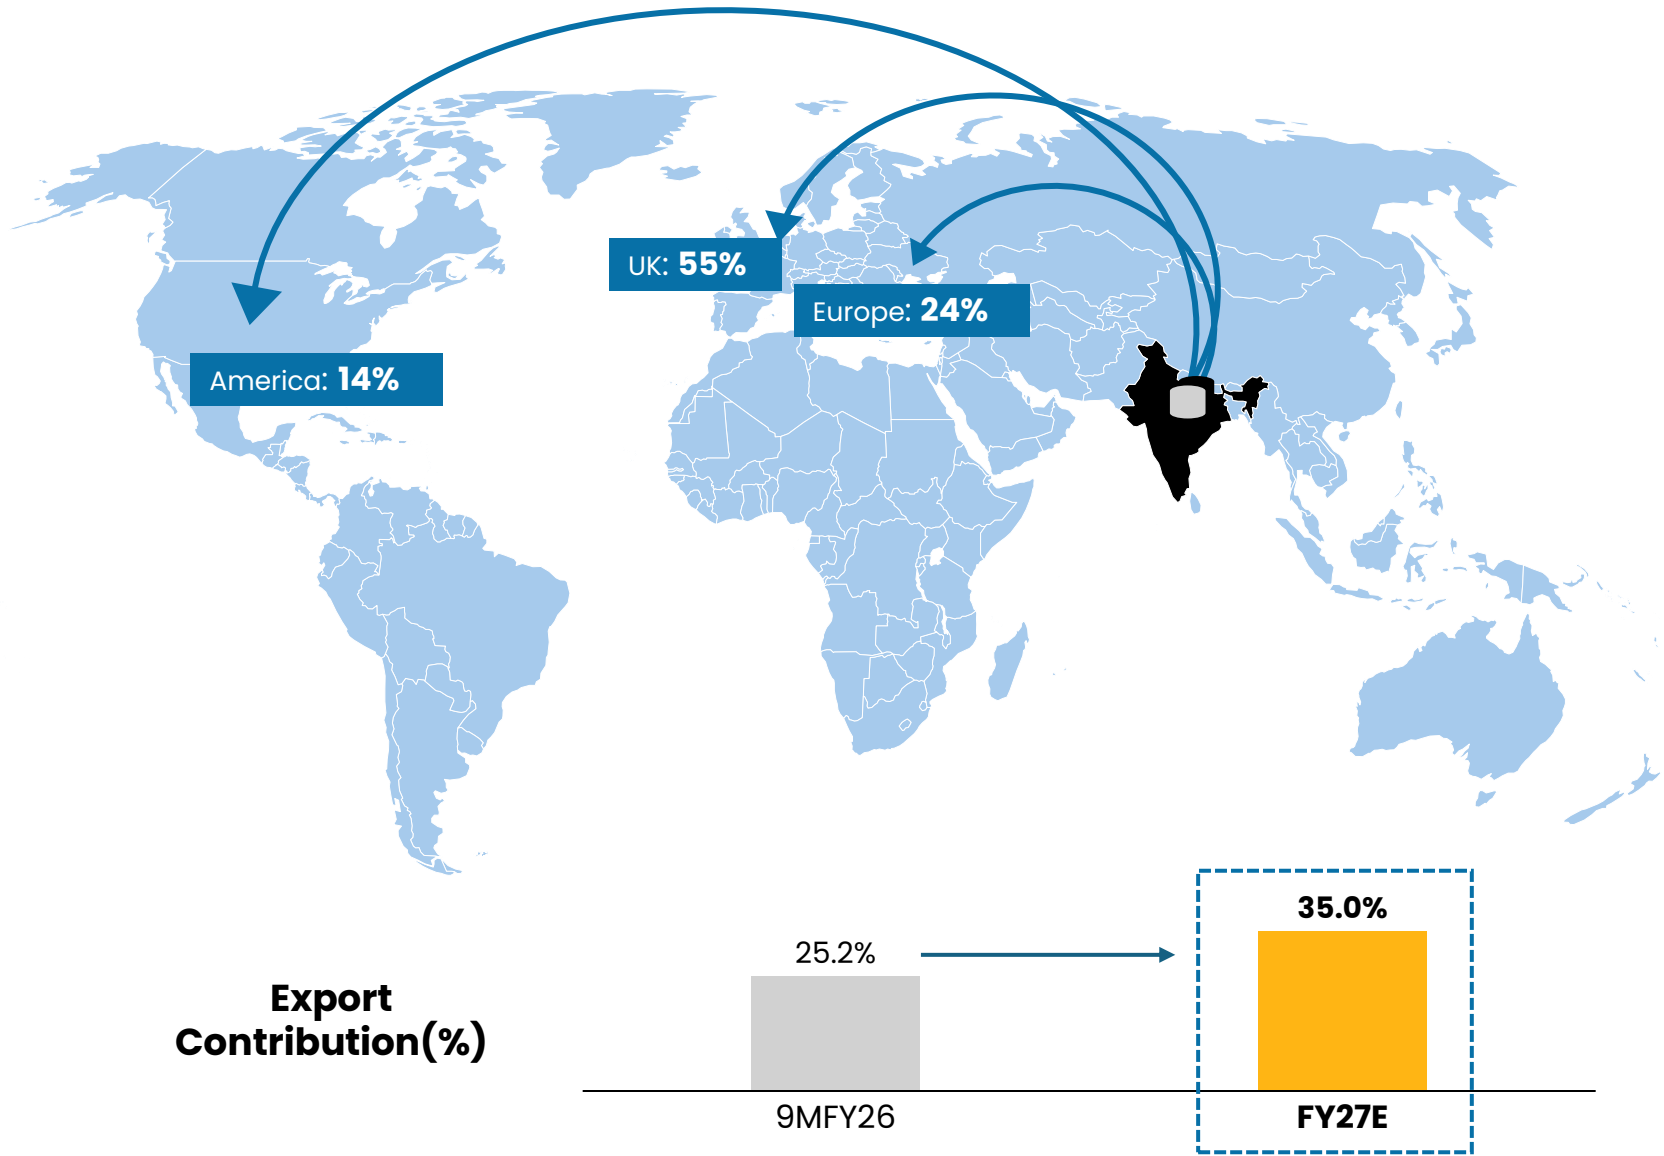 UK: 55%
Europe: 24%
America: 14%
35.0%
25.2%
Export
Contribution(%)
9MFY26
FY27E